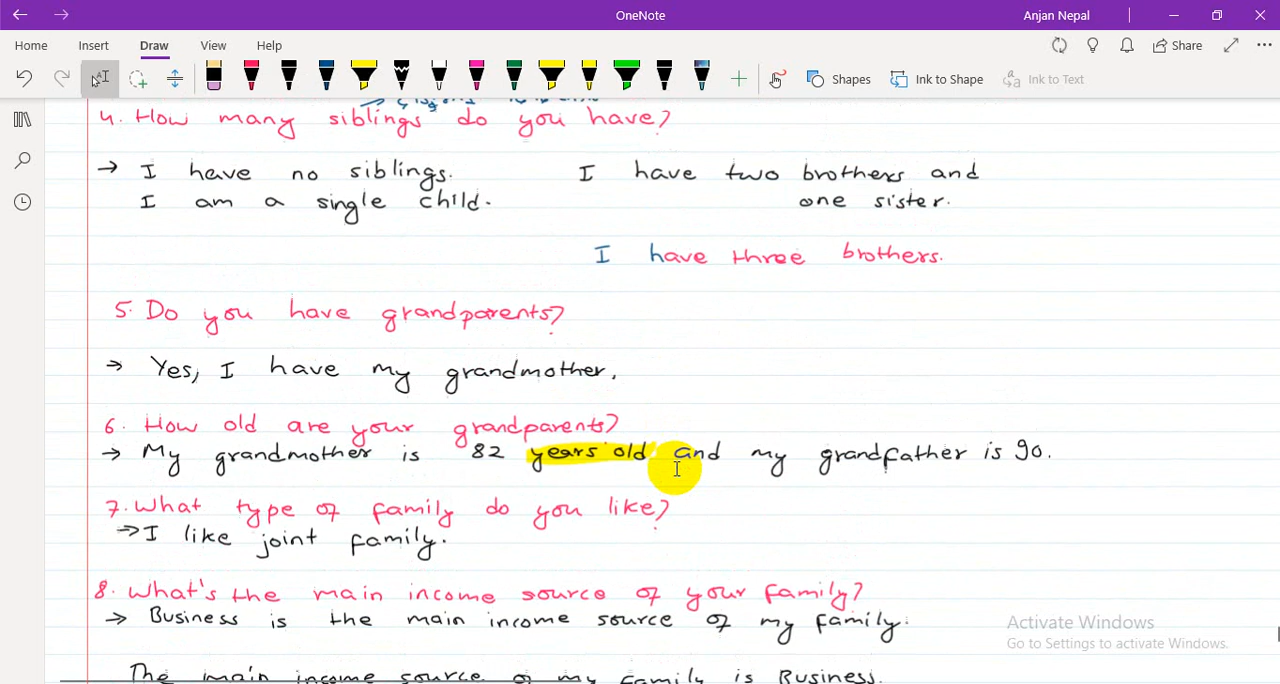 OneNote
Anjan Nepal
Home Insert Draw View Help
Share
Shapes Ink to Shape Ink to Text
4. How many siblings do you have?
→ I have no siblings. I have two brothers and
I am a single child. one sister.
I have three brothers.
5. Do you have grandparents?
→ Yes, I have my grandmother.
6. How old are your grandparents?
→ My grandmother is 82 years old and my grandfather is 90.
7. What type of family do you like?
→ I like joint family.
8. What's the main income source of your family?
→ Business is the main income source of my family.
The main income source of my family is Business.
Activate Windows
Go to Settings to activate Windows.